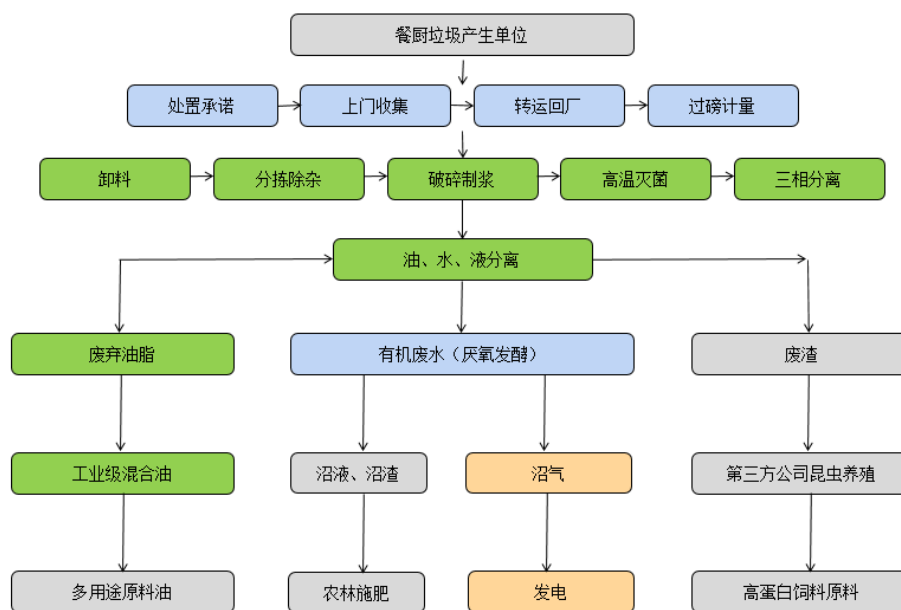 餐厨垃圾产生单位
处置承诺
上门收集
转运回厂
过磅计量
卸料
分拣除杂
破碎制浆
高温灭菌
三相分离
油、水、液分离
废弃油脂
有机废水（厌氧发酵）
废渣
工业级混合油
沼液、沼渣
沼气
第三方公司昆虫养殖
多用途原料油
农林施肥
发电
高蛋白饲料原料